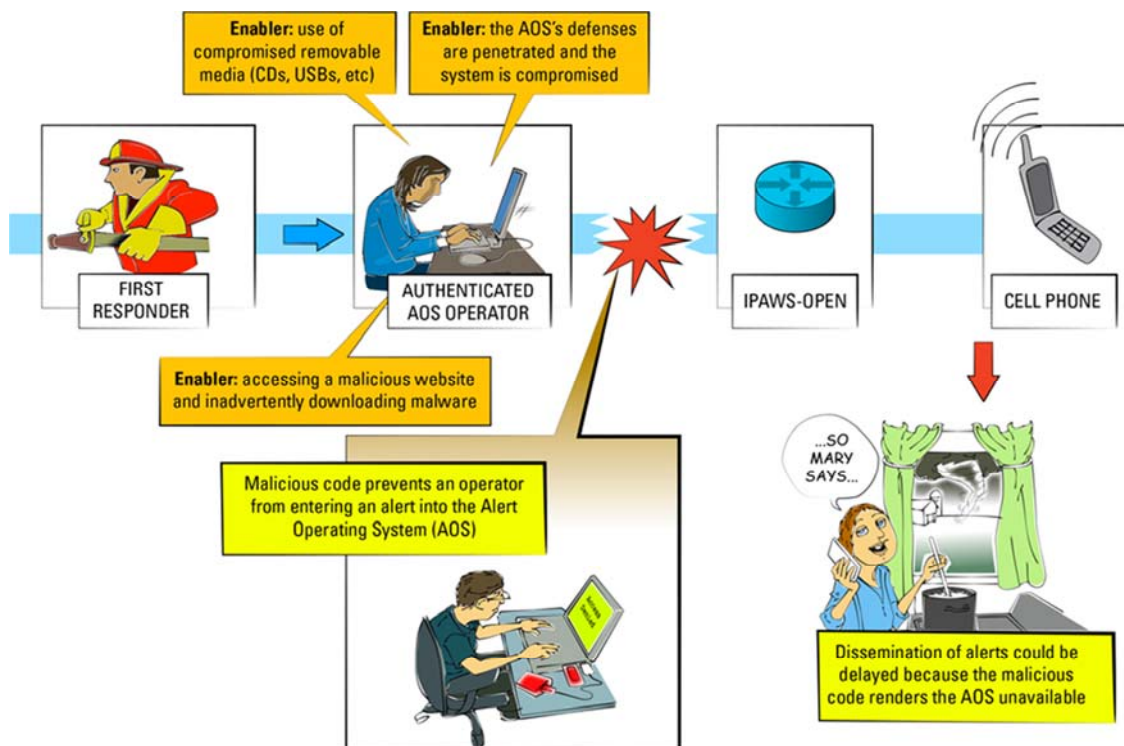 Enabler: use of
compromised removable
media (CDs, USBs, etc)
Enabler: the AOS's defenses
are penetrated and the
system is compromised
FIRST
RESPONDER
AUTHENTICATED
AOS OPERATOR
IPAWS-OPEN
CELL PHONE
Enabler: accessing a malicious website
and inadvertently downloading malware
Malicious code prevents an operator
from entering an alert into the Alert
Operating System (AOS)
Access
Denied
...SO
MARY
SAYS...
Dissemination of alerts could be
delayed because the malicious
code renders the AOS unavailable